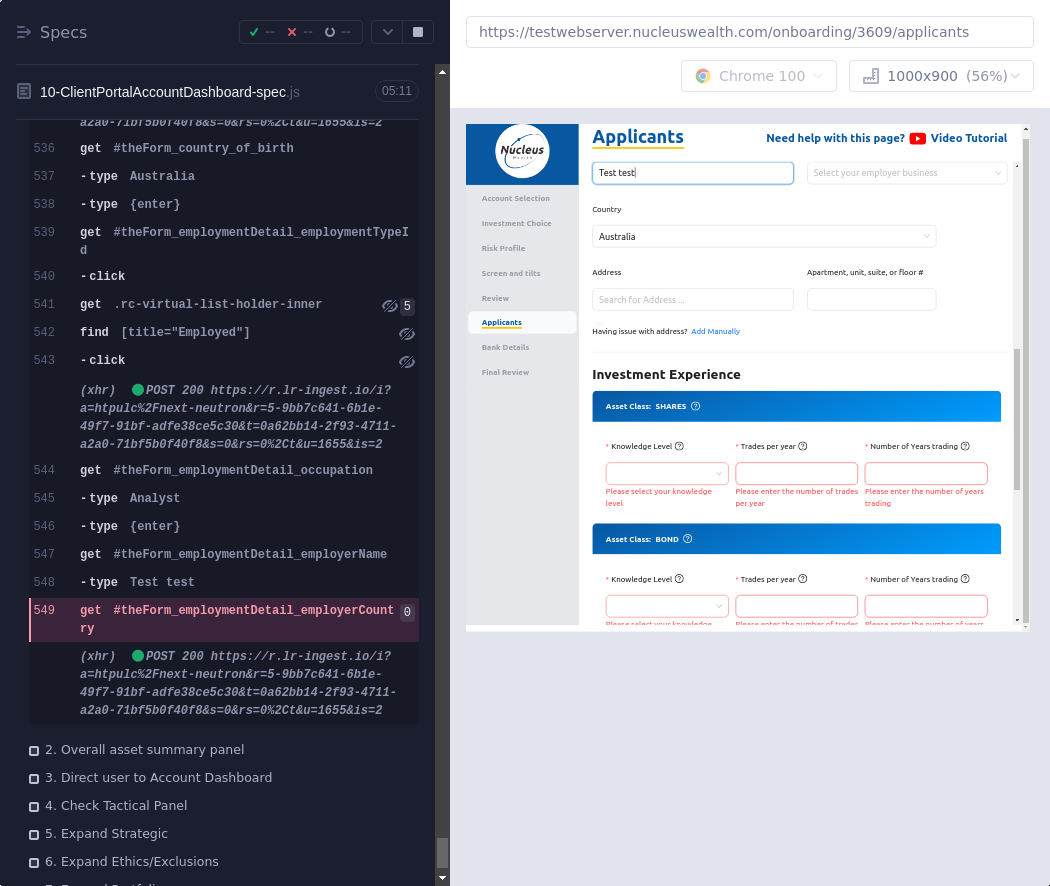 Specs
-- -- --
10-ClientPortalAccountDashboard-spec.js 05:11
a2a0-71bf5b0f40f8&s=0&rs=0%2Ct&u=1655&is=2
536 get #theForm_country_of_birth
537 -type Australia
538 -type {enter}
539 get #theForm_employmentDetail_employmentTypeI
d
540 -click
541 get .rc-virtual-list-holder-inner 5
542 find [title="Employed"]
543 -click
(xhr) POST 200 https://r.lr-ingest.io/i?
a=htpulc%2Fnext-neutron&r=5-9bb7c641-6b1e-
49f7-91bf-adfe38ce5c30&t=0a62bb14-2f93-4711-
a2a0-71bf5b0f40f8&s=0&rs=0%2Ct&u=1655&is=2
544 get #theForm_employmentDetail_occupation
545 -type Analyst
546 -type {enter}
547 get #theForm_employmentDetail_employerName
548 -type Test test
549 get #theForm_employmentDetail_employerCount 0
ry
(xhr) POST 200 https://r.lr-ingest.io/i?
a=htpulc%2Fnext-neutron&r=5-9bb7c641-6b1e-
49f7-91bf-adfe38ce5c30&t=0a62bb14-2f93-4711-
a2a0-71bf5b0f40f8&s=0&rs=0%2Ct&u=1655&is=2
2. Overall asset summary panel
3. Direct user to Account Dashboard
4. Check Tactical Panel
5. Expand Strategic
6. Expand Ethics/Exclusions
https://testwebserver.nucleuswealth.com/onboarding/3609/applicants
Chrome 100 1000x900 (56%)
Nucleus
Wealth
Account Selection
Investment Choice
Risk Profile
Screen and tilts
Review
Applicants
Bank Details
Final Review
Applicants Need help with this page? Video Tutorial
Test test Select your employer business
Country
Australia
Address Apartment, unit, suite, or floor #
Search for Address ...
Having issue with address? Add Manually
Investment Experience
Asset Class: SHARES
* Knowledge Level * Trades per year * Number of Years trading
Please select your knowledge Please enter the number of trades Please enter the number of years
level per year trading
Asset Class: BOND
* Knowledge Level * Trades per year * Number of Years trading
Please select your knowledge Please enter the number of trades Please enter the number of years